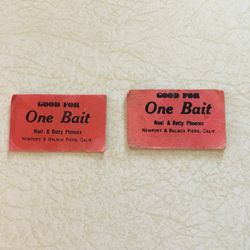 GOOD FOR
One Bait
Noel & Betty Phoenix
NEWPORT & BALBOA PIERS, CALIF.
GOOD FOR
One Bait
Noel & Betty Phoenix
NEWPORT & BALBOA PIERS, CALIF.